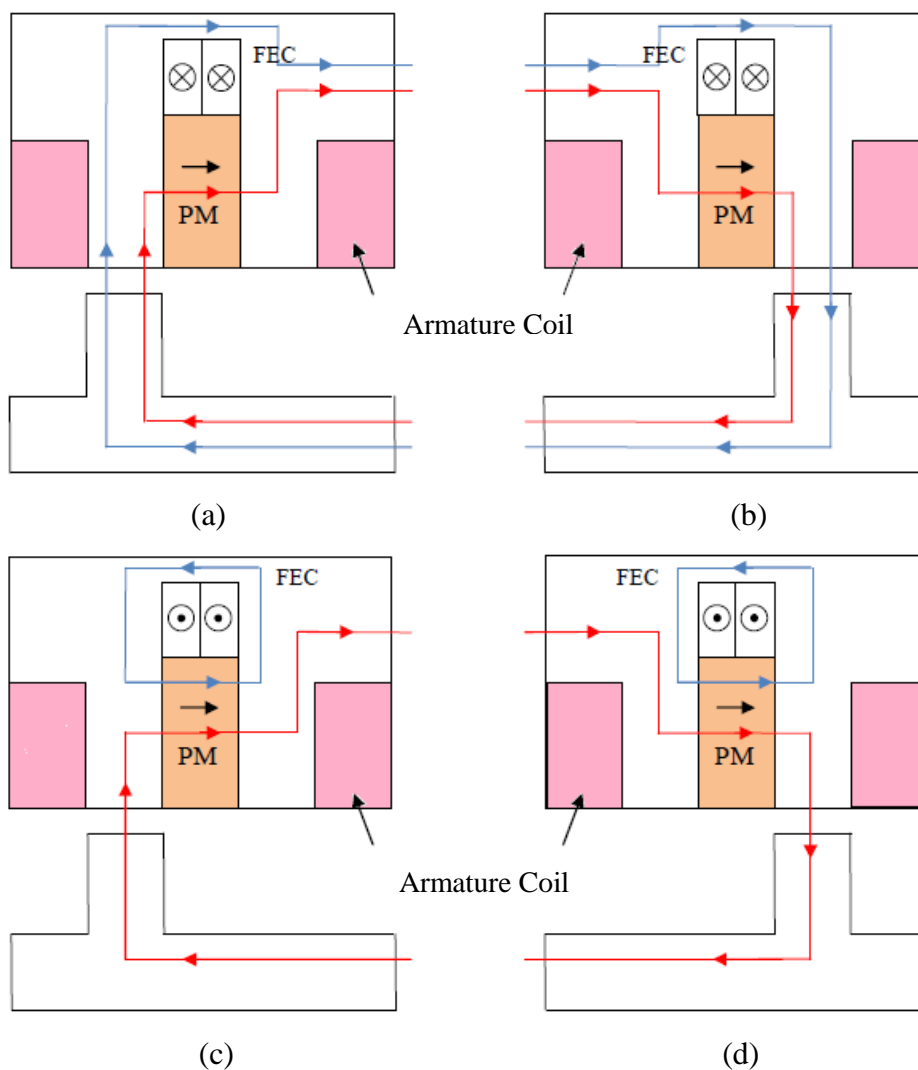 FEC
FEC
PM
PM
Armature Coil
(a)
(b)
FEC
FEC
PM
PM
Armature Coil
(c)
(d)